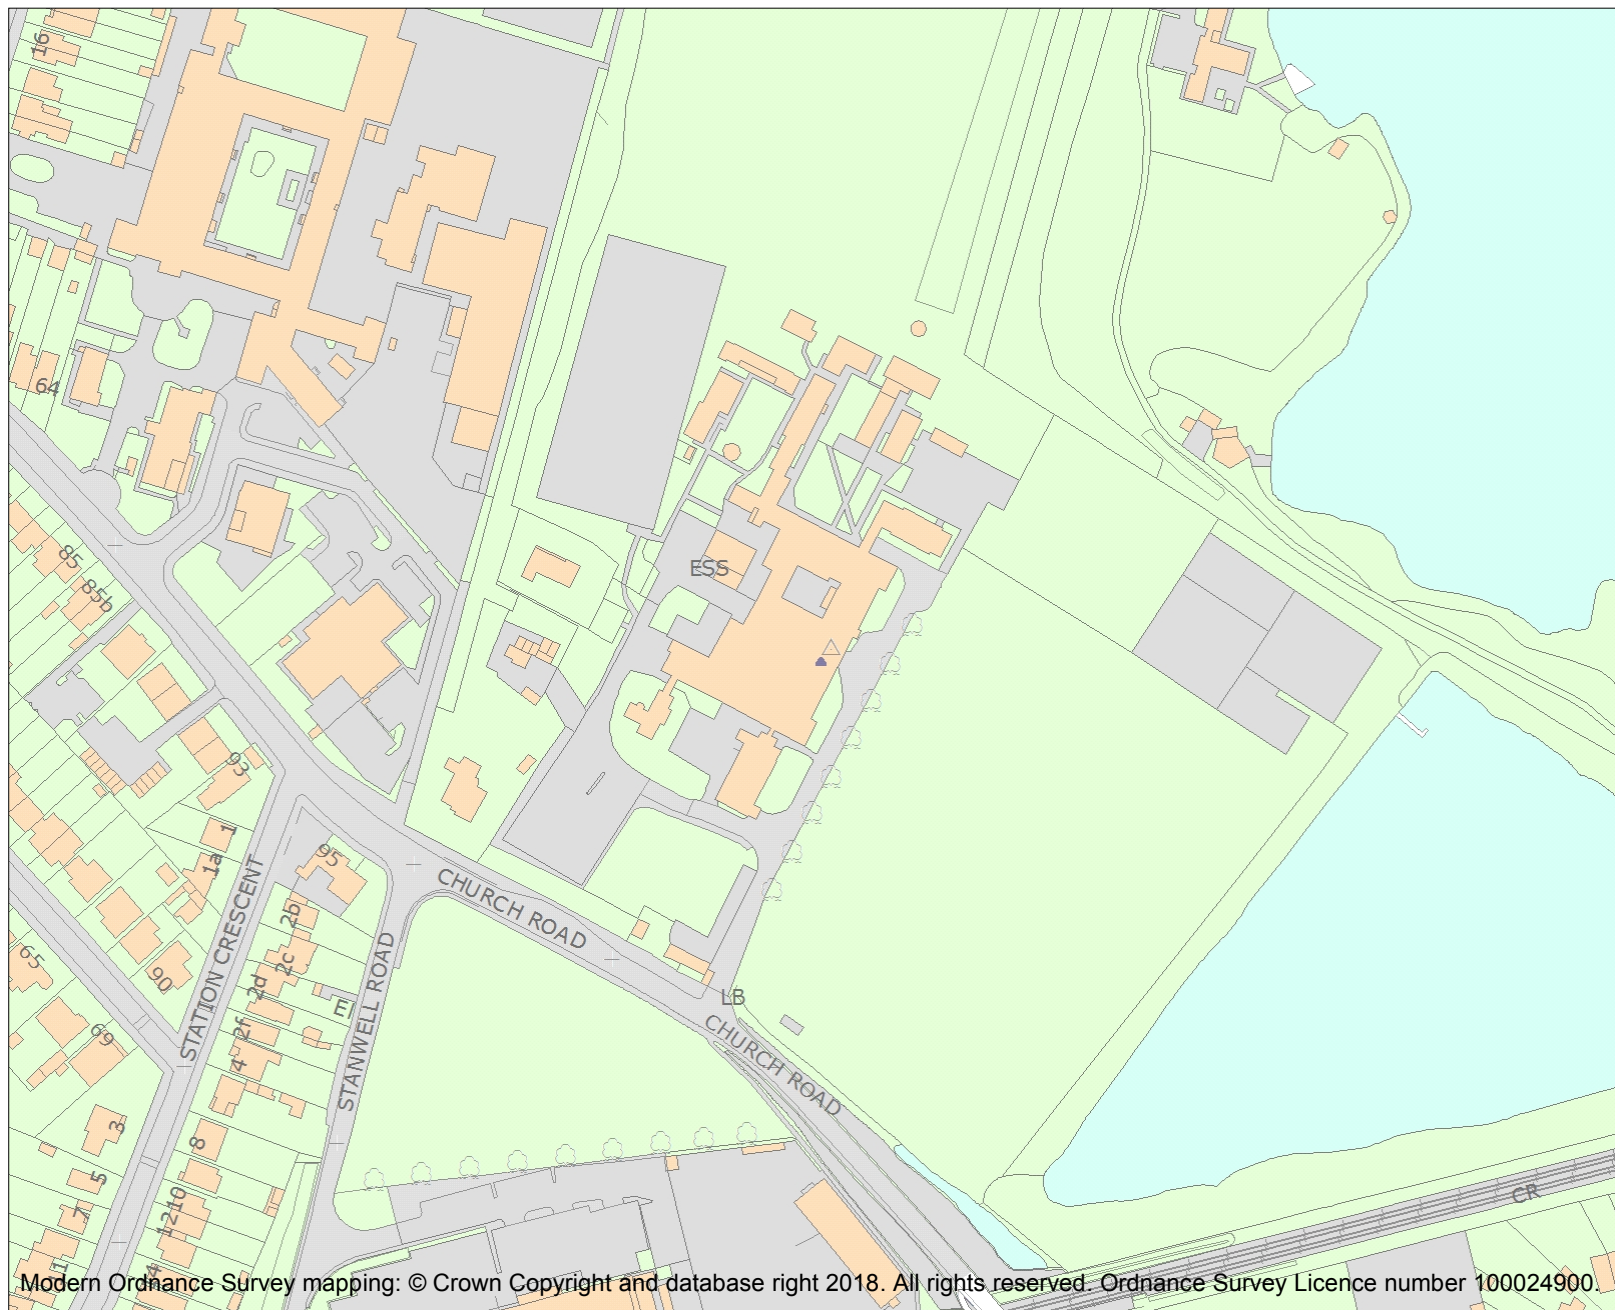 16
64
85
85b
ESS
93
1
1a
95
CHURCH ROAD
2b
STATION CRESCENT
65
90
2c
2d
STANWELL ROAD
El
LB
2f
69
CHURCH ROAD
4
3
8
5
CR
10
7
12
14
1
Modern Ordnance Survey mapping: © Crown Copyright and database right 2018. All rights reserved. Ordnance Survey Licence number 100024900.